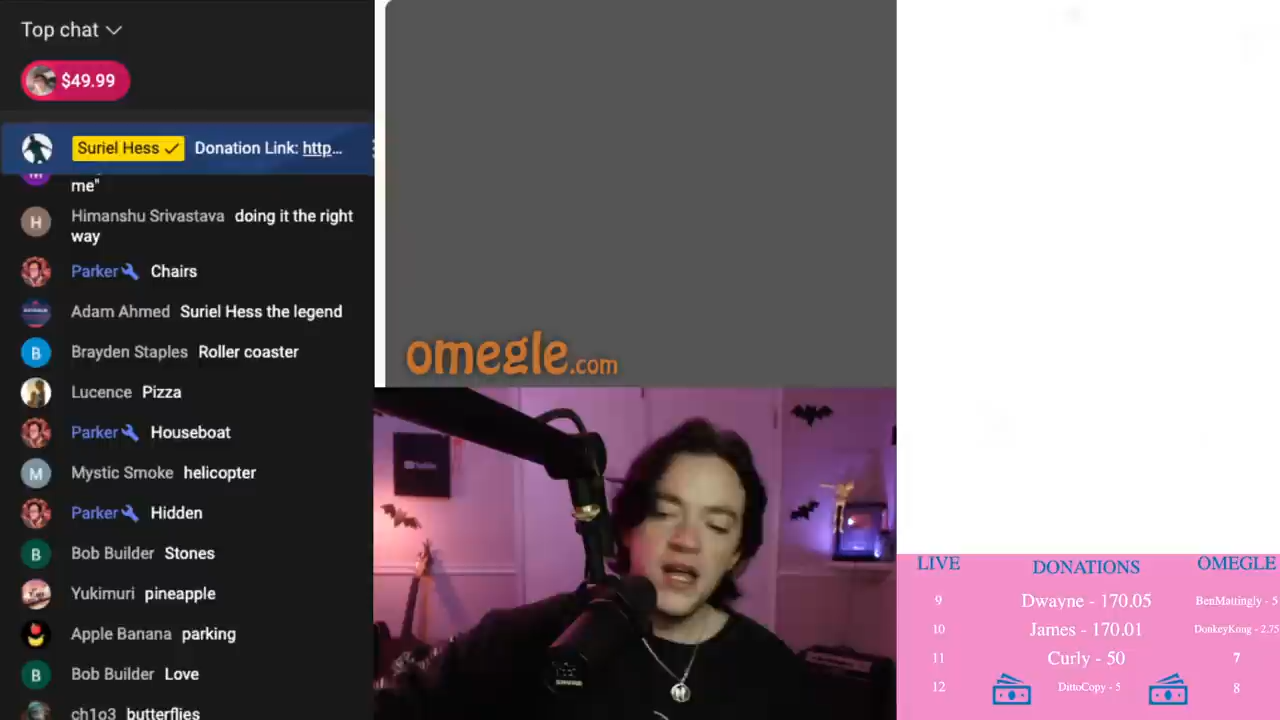 Top chat
$49.99
Suriel Hess Donation Link: http...
me"
Himanshu Srivastava doing it the right
way
Parker Chairs
Adam Ahmed Suriel Hess the legend
Brayden Staples Roller coaster
Lucence Pizza
Parker Houseboat
Mystic Smoke helicopter
Parker Hidden
Bob Builder Stones
Yukimuri pineapple
Apple Banana parking
Bob Builder Love
ch1o3 butterflies
omegle.com
LIVE DONATIONS OMEGLE
9 Dwayne - 170.05 BenMattingly - 5
10 James - 170.01 DonkeyKong - 2.75
11 Curly - 50 7
12 DittoCopy - 5 8